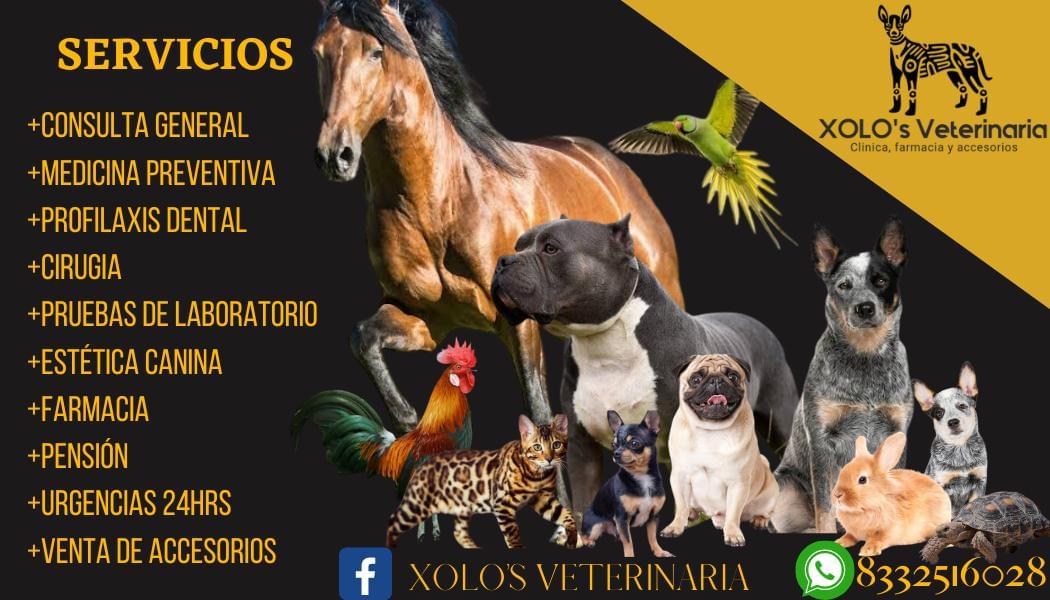 SERVICIOS
+CONSULTA GENERAL
+MEDICINA PREVENTIVA
+PROFILAXIS DENTAL
+CIRUGIA
+PRUEBAS DE LABORATORIO
+ESTÉTICA CANINA
+FARMACIA
+PENSIÓN
+URGENCIAS 24HRS
+VENTA DE ACCESORIOS
XOLO's Veterinaria
Clinica, farmacia y accesorios
XOLO'S VETERINARIA
8332516028